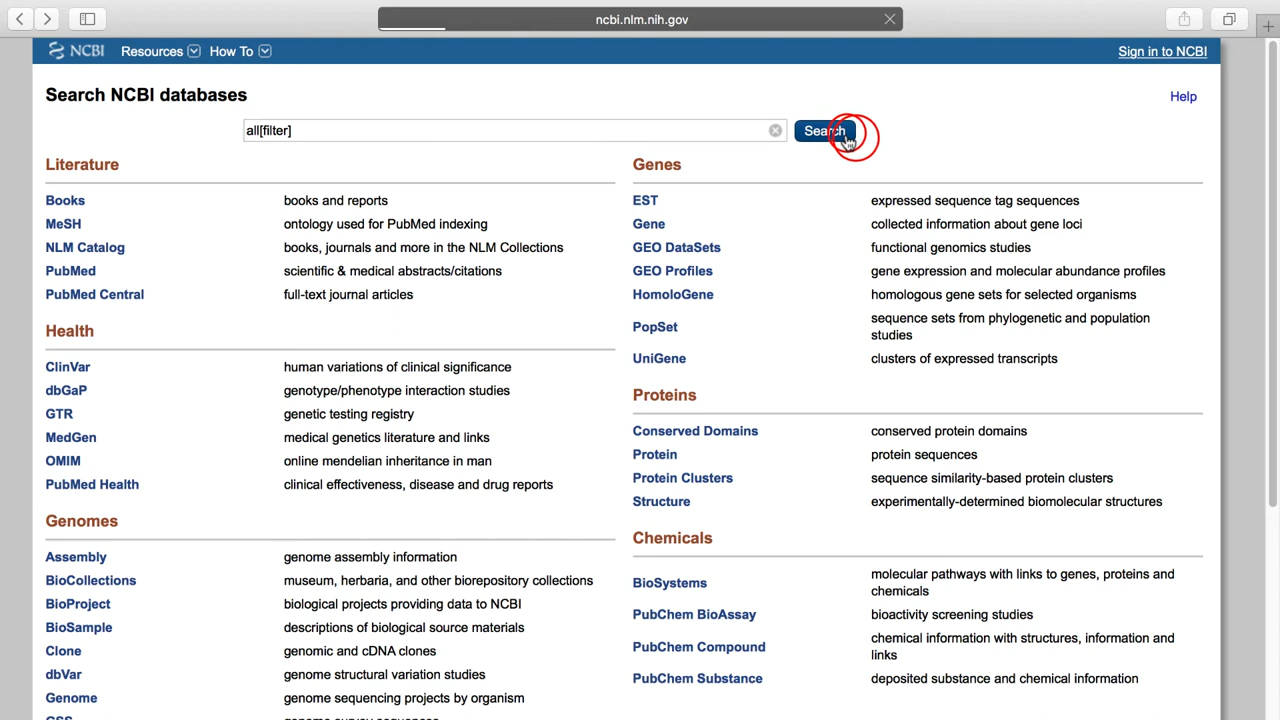 ncbi.nlm.nih.gov
NCBI Resources How To Sign in to NCBI
Search NCBI databases
Help
all[filter] Search
Literature
Books books and reports
MeSH ontology used for PubMed indexing
NLM Catalog books, journals and more in the NLM Collections
PubMed scientific & medical abstracts/citations
PubMed Central full-text journal articles
Health
ClinVar human variations of clinical significance
dbGaP genotype/phenotype interaction studies
GTR genetic testing registry
MedGen medical genetics literature and links
OMIM online mendelian inheritance in man
PubMed Health clinical effectiveness, disease and drug reports
Genomes
Assembly genome assembly information
BioCollections museum, herbaria, and other biorepository collections
BioProject biological projects providing data to NCBI
BioSample descriptions of biological source materials
Clone genomic and cDNA clones
dbVar genome structural variation studies
Genome genome sequencing projects by organism
GSS genome survey sequences
Genes
EST expressed sequence tag sequences
Gene collected information about gene loci
GEO DataSets functional genomics studies
GEO Profiles gene expression and molecular abundance profiles
HomoloGene homologous gene sets for selected organisms
PopSet sequence sets from phylogenetic and population
studies
UniGene clusters of expressed transcripts
Proteins
Conserved Domains conserved protein domains
Protein protein sequences
Protein Clusters sequence similarity-based protein clusters
Structure experimentally-determined biomolecular structures
Chemicals
BioSystems molecular pathways with links to genes, proteins and
chemicals
PubChem BioAssay bioactivity screening studies
PubChem Compound chemical information with structures, information and
links
PubChem Substance deposited substance and chemical information